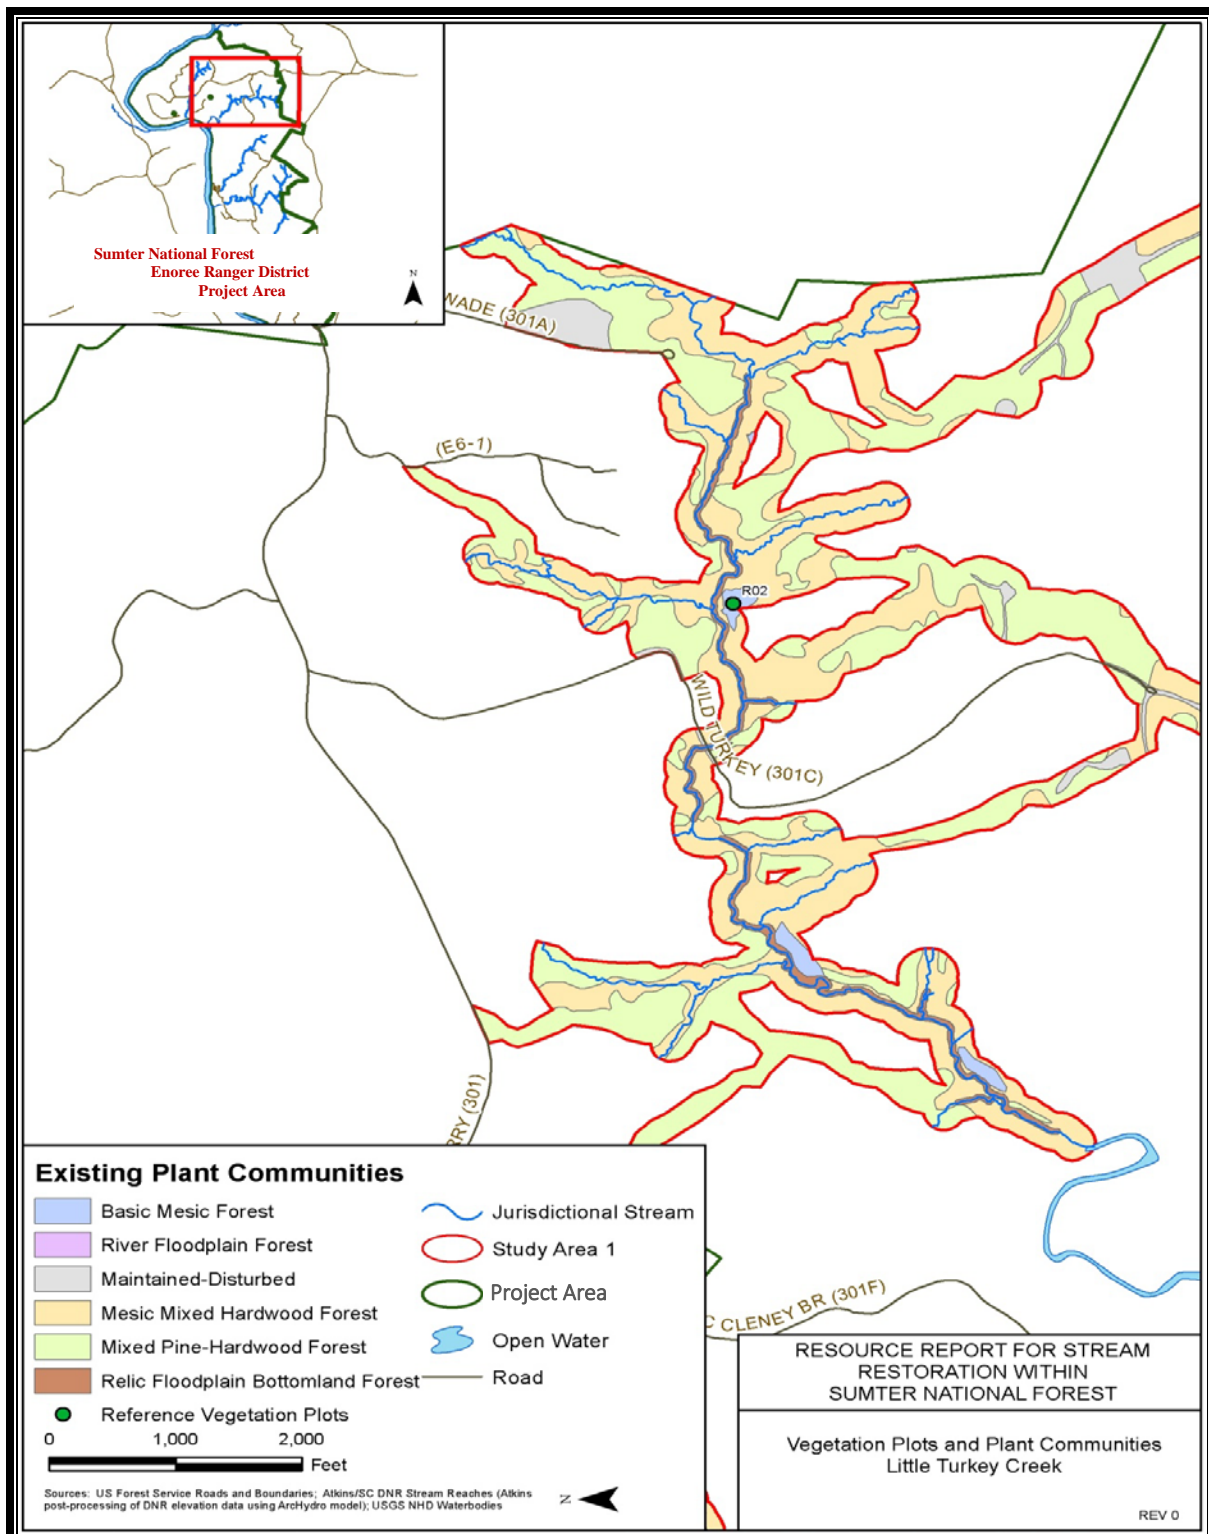 Sumter National Forest
Enoree Ranger District
Project Area
N
WADE (301A)
(E6-1)
R02
WILD TURKEY (301C)
RRY (301)
C CLENEY BR (301F)
Existing Plant Communities
Basic Mesic Forest
River Floodplain Forest
Maintained-Disturbed
Mesic Mixed Hardwood Forest
Mixed Pine-Hardwood Forest
Relic Floodplain Bottomland Forest
Reference Vegetation Plots
Jurisdictional Stream
Study Area 1
Project Area
Open Water
Road
0 1,000 2,000
Feet
Sources: US Forest Service Roads and Boundaries; Atkins/SC DNR Stream Reaches (Atkins
post-processing of DNR elevation data using ArcHydro model); USGS NHD Waterbodies
N
RESOURCE REPORT FOR STREAM
RESTORATION WITHIN
SUMTER NATIONAL FOREST
Vegetation Plots and Plant Communities
Little Turkey Creek
REV 0